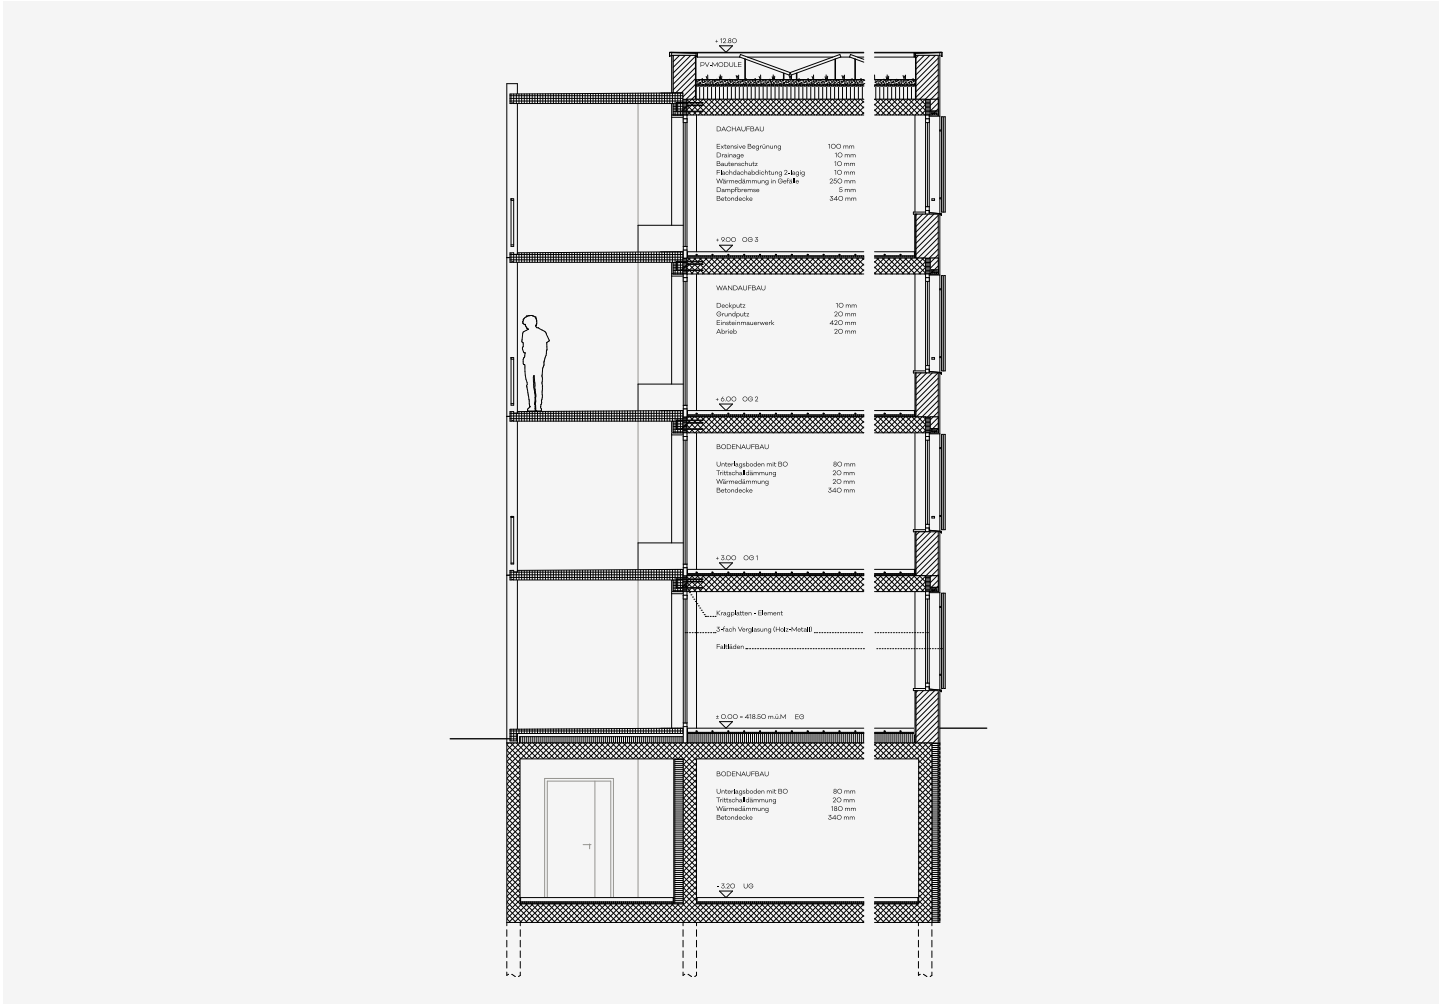 + 12.80
PV-MODULE
DACHAUFBAU
Extensive Begrünung 100 mm
Drainage 10 mm
Bautenschutz 10 mm
Flachdachabdichtung 2-lagig 10 mm
Wärmedämmung in Gefälle 250 mm
Dampfbremse 5 mm
Betondecke 340 mm
+ 9.00 OG 3
WANDAUFBAU
Deckputz 10 mm
Grundputz 20 mm
Einsteinmauerwerk 420 mm
Abrieb 20 mm
+ 6.00 OG 2
BODENAUFBAU
Unterlagsboden mit BO 80 mm
Trittschalldämmung 20 mm
Wärmedämmung 20 mm
Betondecke 340 mm
+ 3.00 OG 1
Kragplatten - Element
3-fach Verglasung (Holz-Metall)
Faltläden
± 0.00 = 418.50 m.ü.M EG
BODENAUFBAU
Unterlagsboden mit BO 80 mm
Trittschalldämmung 20 mm
Wärmedämmung 180 mm
Betondecke 340 mm
- 3.20 UG